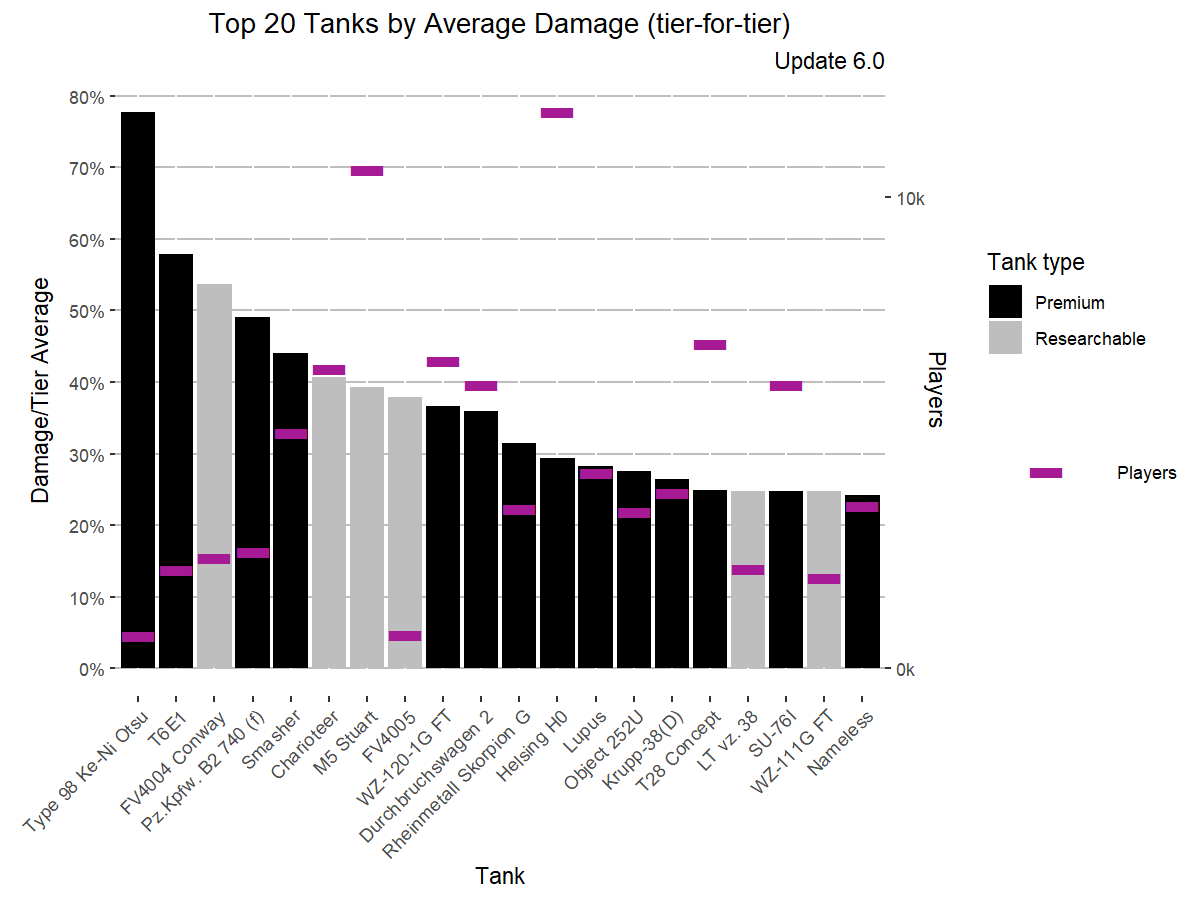 Top 20 Tanks by Average Damage (tier-for-tier)
Update 6.0
Damage/Tier Average
80%
70%
60%
50%
40%
30%
20%
10%
0%
10k
0k
Players
Type 98 Ke-Ni Otsu
T6E1
FV4004 Conway
Pz.Kpfw. B2 740 (f)
Smasher
Charioteer
M5 Stuart
FV4005
WZ-120-1G FT
Durchbruchswagen 2
Rheinmetall Skorpion G
Helsing H0
Lupus
Object 252U
Krupp-38(D)
T28 Concept
LT vz. 38
SU-76I
WZ-111G FT
Nameless
Tank
Tank type
Premium
Researchable
Players